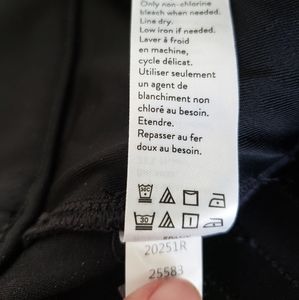 Only non-chlorine
bleach when needed.
Line dry.
Low iron if needed.
Laver à froid
en machine,
cycle délicat.
Utiliser seulement
un agent de
blanchiment non
chloré au besoin.
Etendre.
Repasser au fer
doux au besoin.
30
20251R
25583